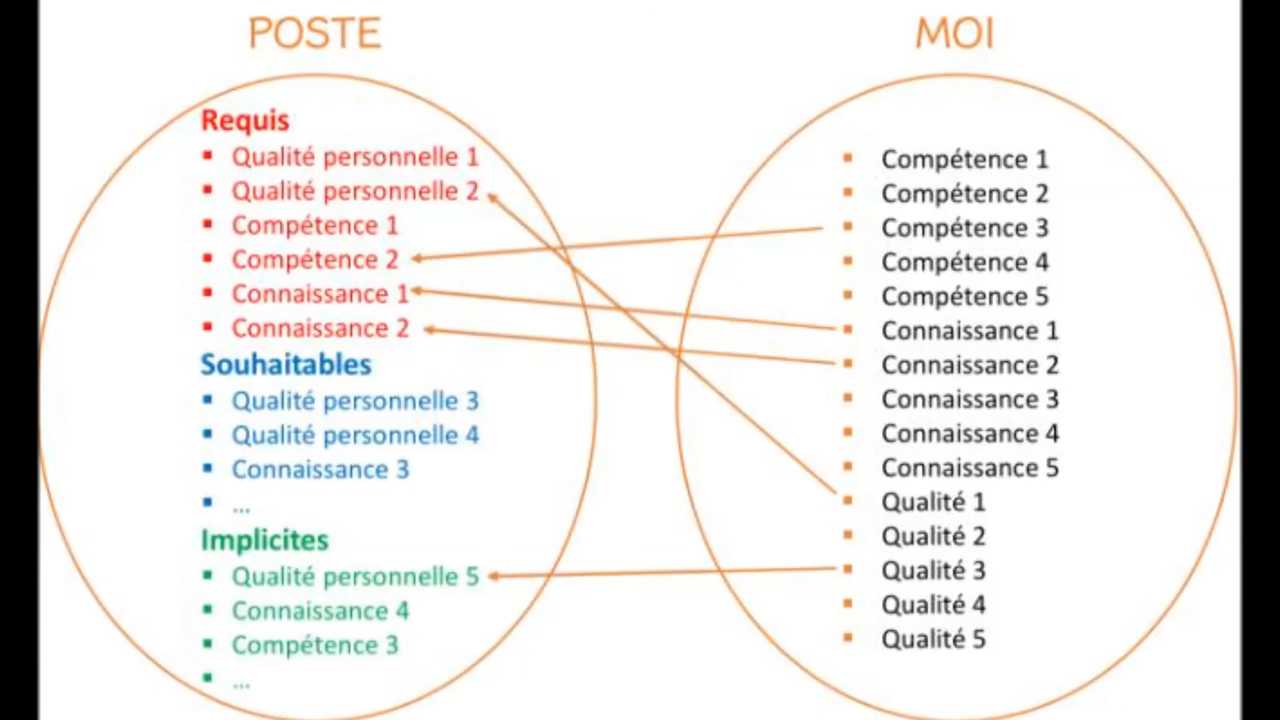 POSTE
Requis
Qualité personnelle 1
Qualité personnelle 2
Compétence 1
Compétence 2
Connaissance 1
Connaissance 2
Souhaitables
Qualité personnelle 3
Qualité personnelle 4
Connaissance 3
...
Implicites
Qualité personnelle 5
Connaissance 4
Compétence 3
...
MOI
Compétence 1
Compétence 2
Compétence 3
Compétence 4
Compétence 5
Connaissance 1
Connaissance 2
Connaissance 3
Connaissance 4
Connaissance 5
Qualité 1
Qualité 2
Qualité 3
Qualité 4
Qualité 5